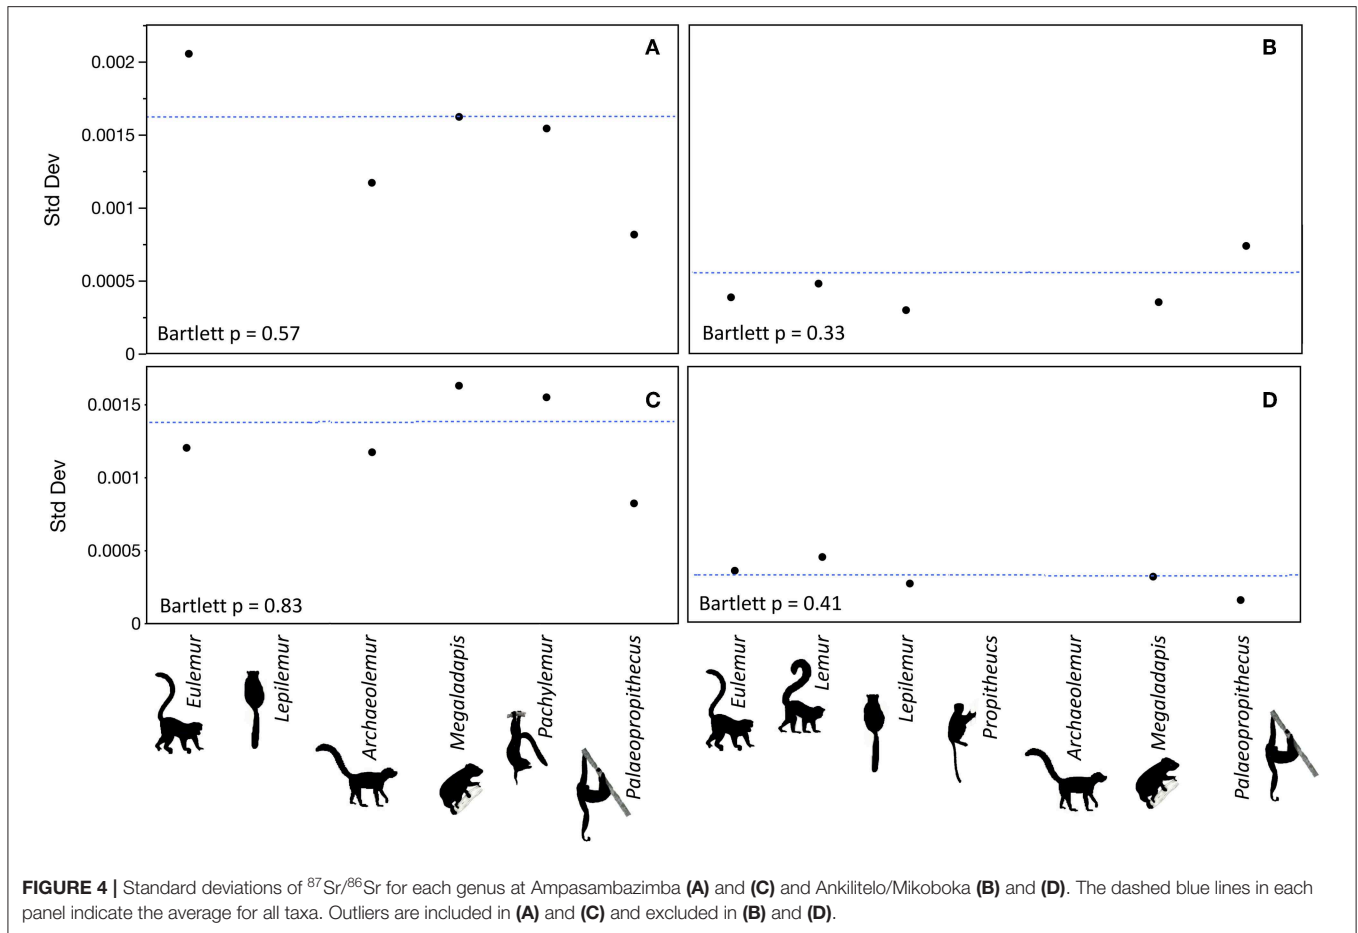 A
B
Std Dev
0.002
0.0015
0.001
0.0005
0
Bartlett p = 0.57
Bartlett p = 0.33
C
D
Std Dev
0.0015
0.001
0.0005
0
Bartlett p = 0.83
Bartlett p = 0.41
Eulemur
Lepilemur
Archaeolemur
Megaladapis
Pachylemur
Palaeopropithecus
Eulemur
Lemur
Lepilemur
Propitheucs
Archaeolemur
Megaladapis
Palaeopropithecus
FIGURE 4 | Standard deviations of ⁸⁷Sr/⁸⁶Sr for each genus at Ampasambazimba (A) and (C) and Ankilitelo/Mikoboka (B) and (D). The dashed blue lines in each
panel indicate the average for all taxa. Outliers are included in (A) and (C) and excluded in (B) and (D).